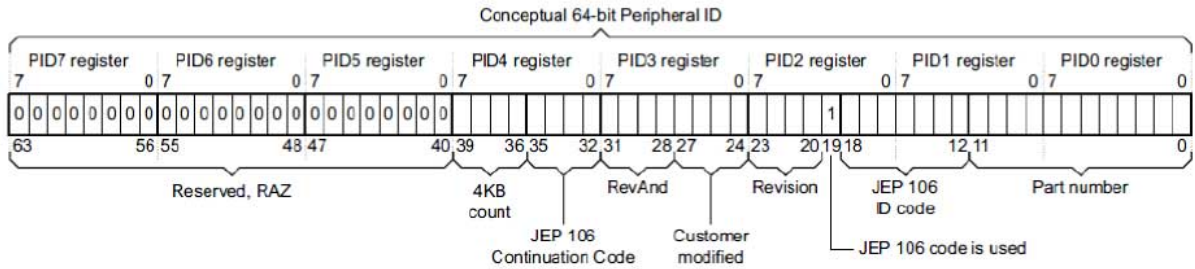 Conceptual 64-bit Peripheral ID
PID7 register PID6 register PID5 register PID4 register PID3 register PID2 register PID1 register PID0 register
7 0 7 0 7 0 7 0 7 0 7 0 7 0 7 0
0 0 0 0 0 0 0 0 0 0 0 0 0 0 0 0 0 0 0 0 0 0 0 0 1
63 56 55 48 47 40 39 36 35 32 31 28 27 24 23 20 19 18 12 11 0
Reserved, RAZ 4KB count RevAnd Revision JEP 106 ID code Part number
JEP 106 Continuation Code Customer modified JEP 106 code is used